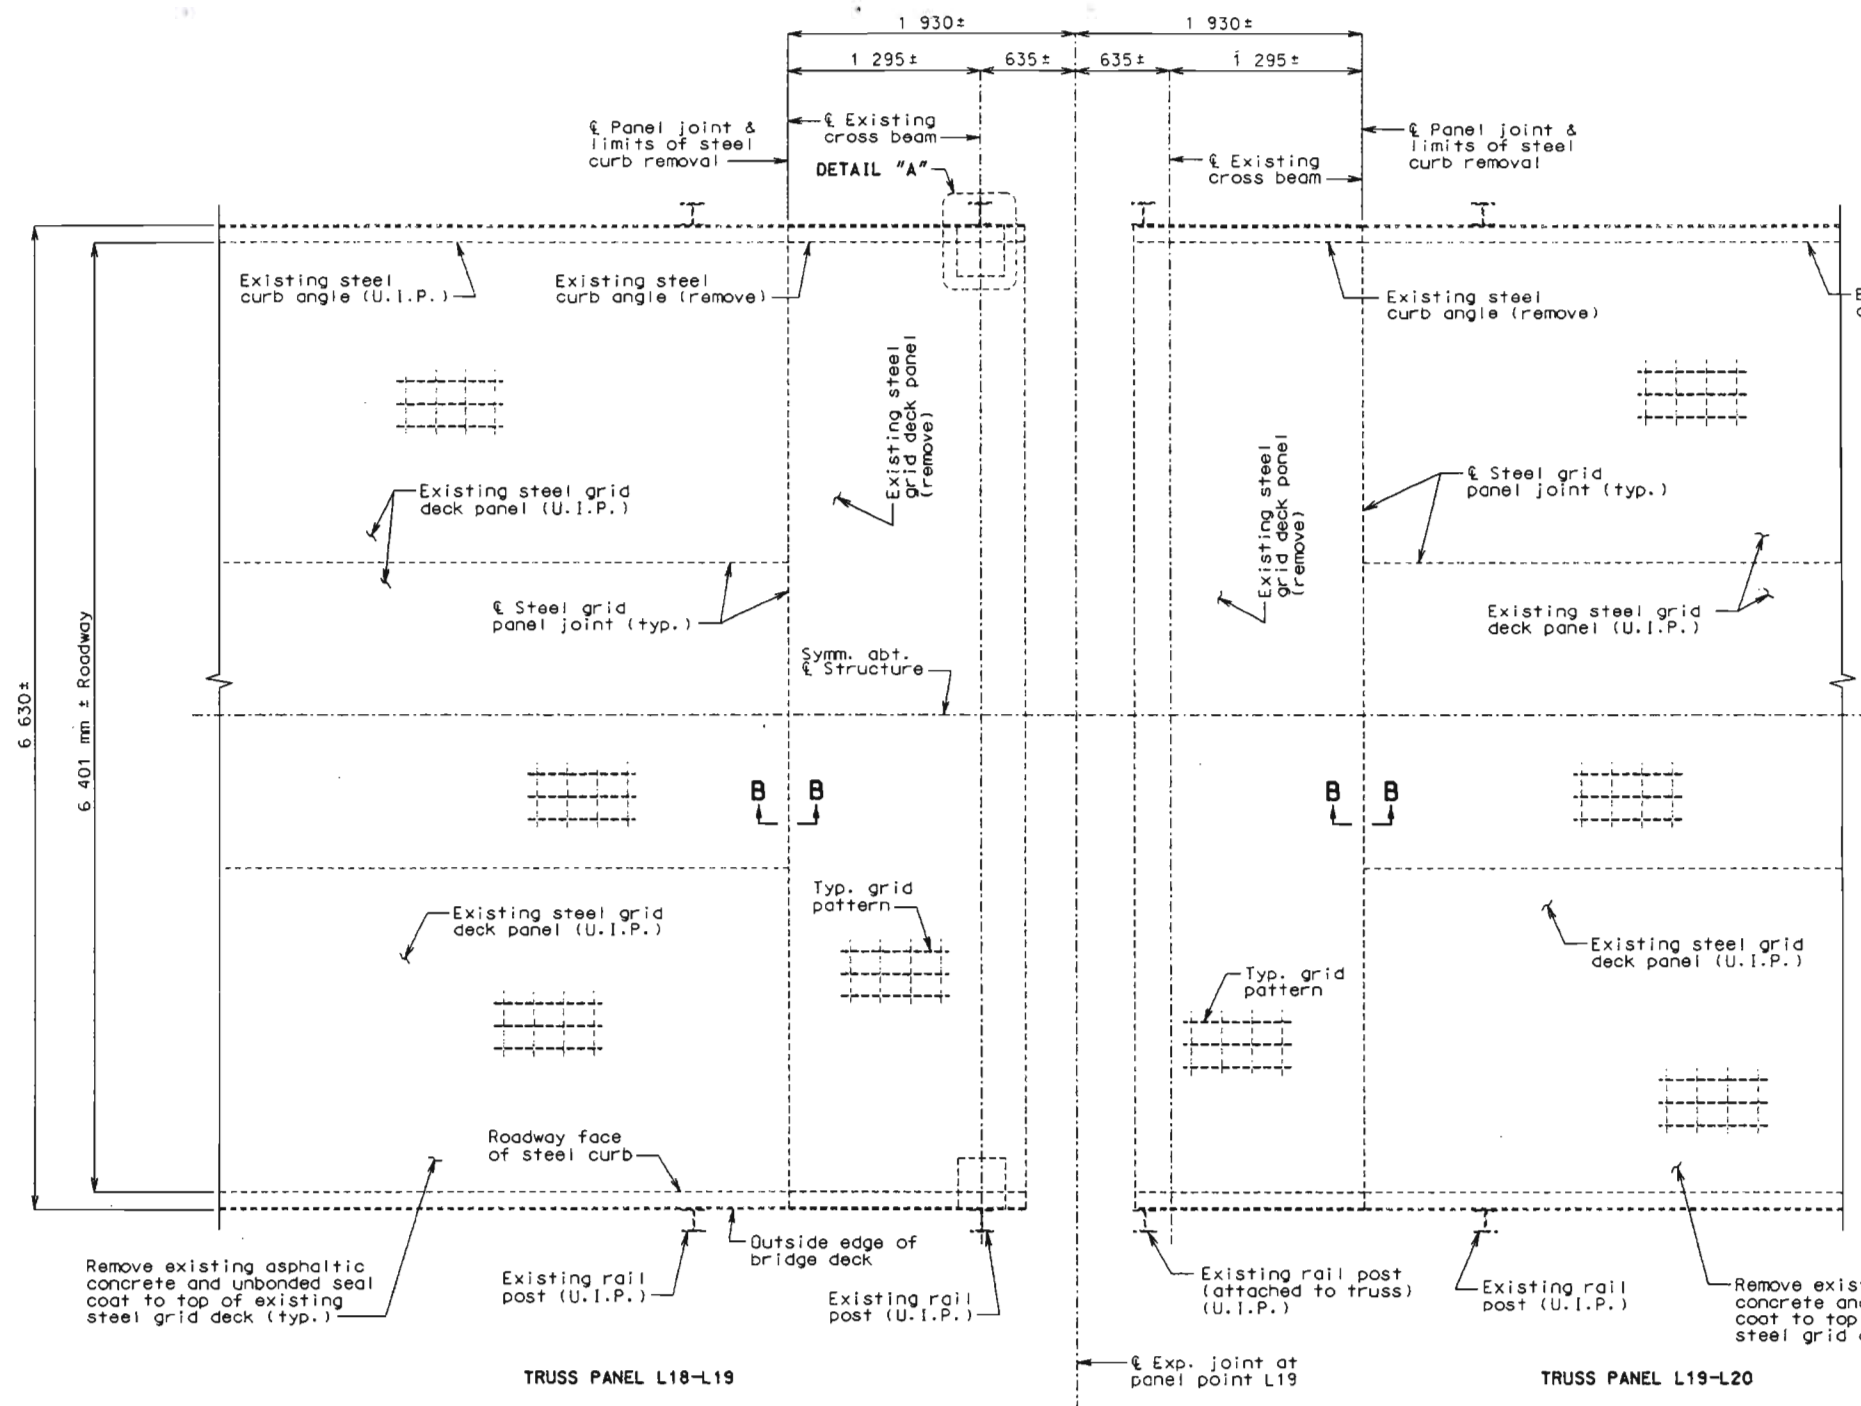 1 930±
1 930±
1 295±
635±
635±
1 295±
℄ Panel joint &
limits of steel
curb removal
℄ Existing
cross beam
DETAIL "A"
℄ Existing
cross beam
℄ Panel joint &
limits of steel
curb removal
Existing steel
curb angle (U.I.P.)
Existing steel
curb angle (remove)
Existing steel
curb angle (remove)
Existing steel
grid deck panel
(remove)
Existing steel
grid deck panel
(remove)
Existing steel grid
deck panel (U.I.P.)
℄ Steel grid
panel joint (typ.)
℄ Steel grid
panel joint (typ.)
Existing steel grid
deck panel (U.I.P.)
Symm. abt.
℄ Structure
6 630±
6 401 mm ± Roadway
B B
B B
Typ. grid
pattern
Existing steel grid
deck panel (U.I.P.)
Existing steel grid
deck panel (U.I.P.)
Typ. grid
pattern
Roadway face
of steel curb
Outside edge of
bridge deck
Remove existing asphaltic
concrete and unbonded seal
coat to top of existing
steel grid deck (typ.)
Existing rail
post (U.I.P.)
Existing rail
post (U.I.P.)
Existing rail post
(attached to truss)
(U.I.P.)
Existing rail
post (U.I.P.)
Remove
concrete
coat to top
steel grid
℄ Exp. joint at
panel point L19
TRUSS PANEL L18-L19
TRUSS PANEL L19-L20